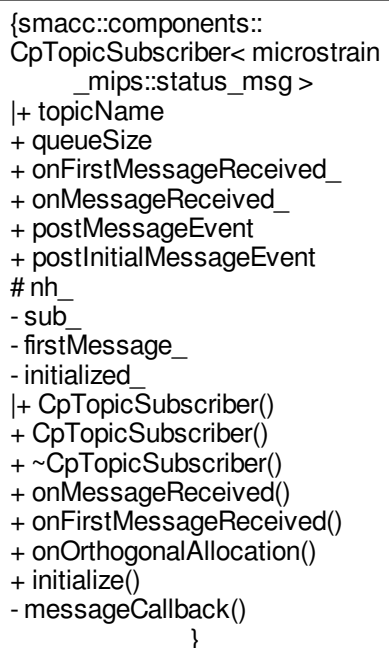 {smacc::components::
CpTopicSubscriber< microstrain
_mips::status_msg >
|+ topicName
+ queueSize
+ onFirstMessageReceived_
+ onMessageReceived_
+ postMessageEvent
+ postInitialMessageEvent
# nh_
- sub_
- firstMessage_
- initialized_
|+ CpTopicSubscriber()
+ CpTopicSubscriber()
+ ~CpTopicSubscriber()
+ onMessageReceived()
+ onFirstMessageReceived()
+ onOrthogonalAllocation()
+ initialize()
- messageCallback()
}